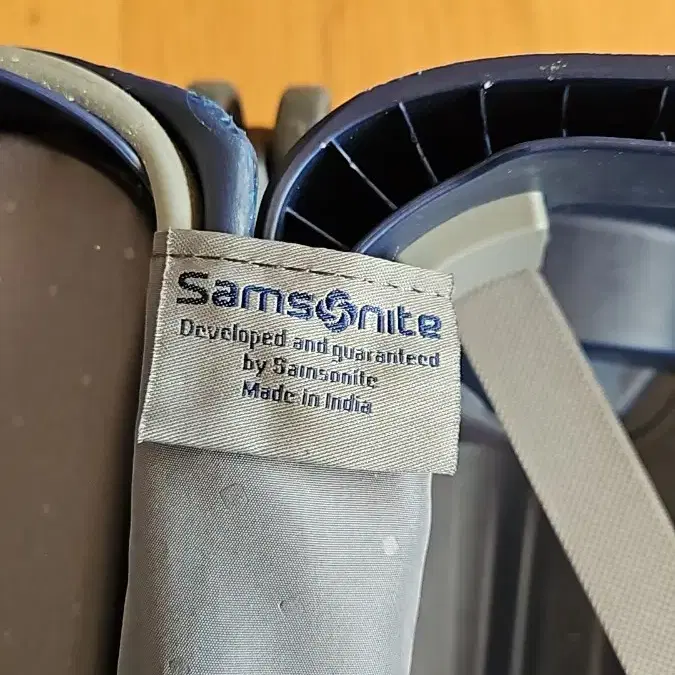 Samsonite
Developed and guaranteed
by Samsonite
Made in India